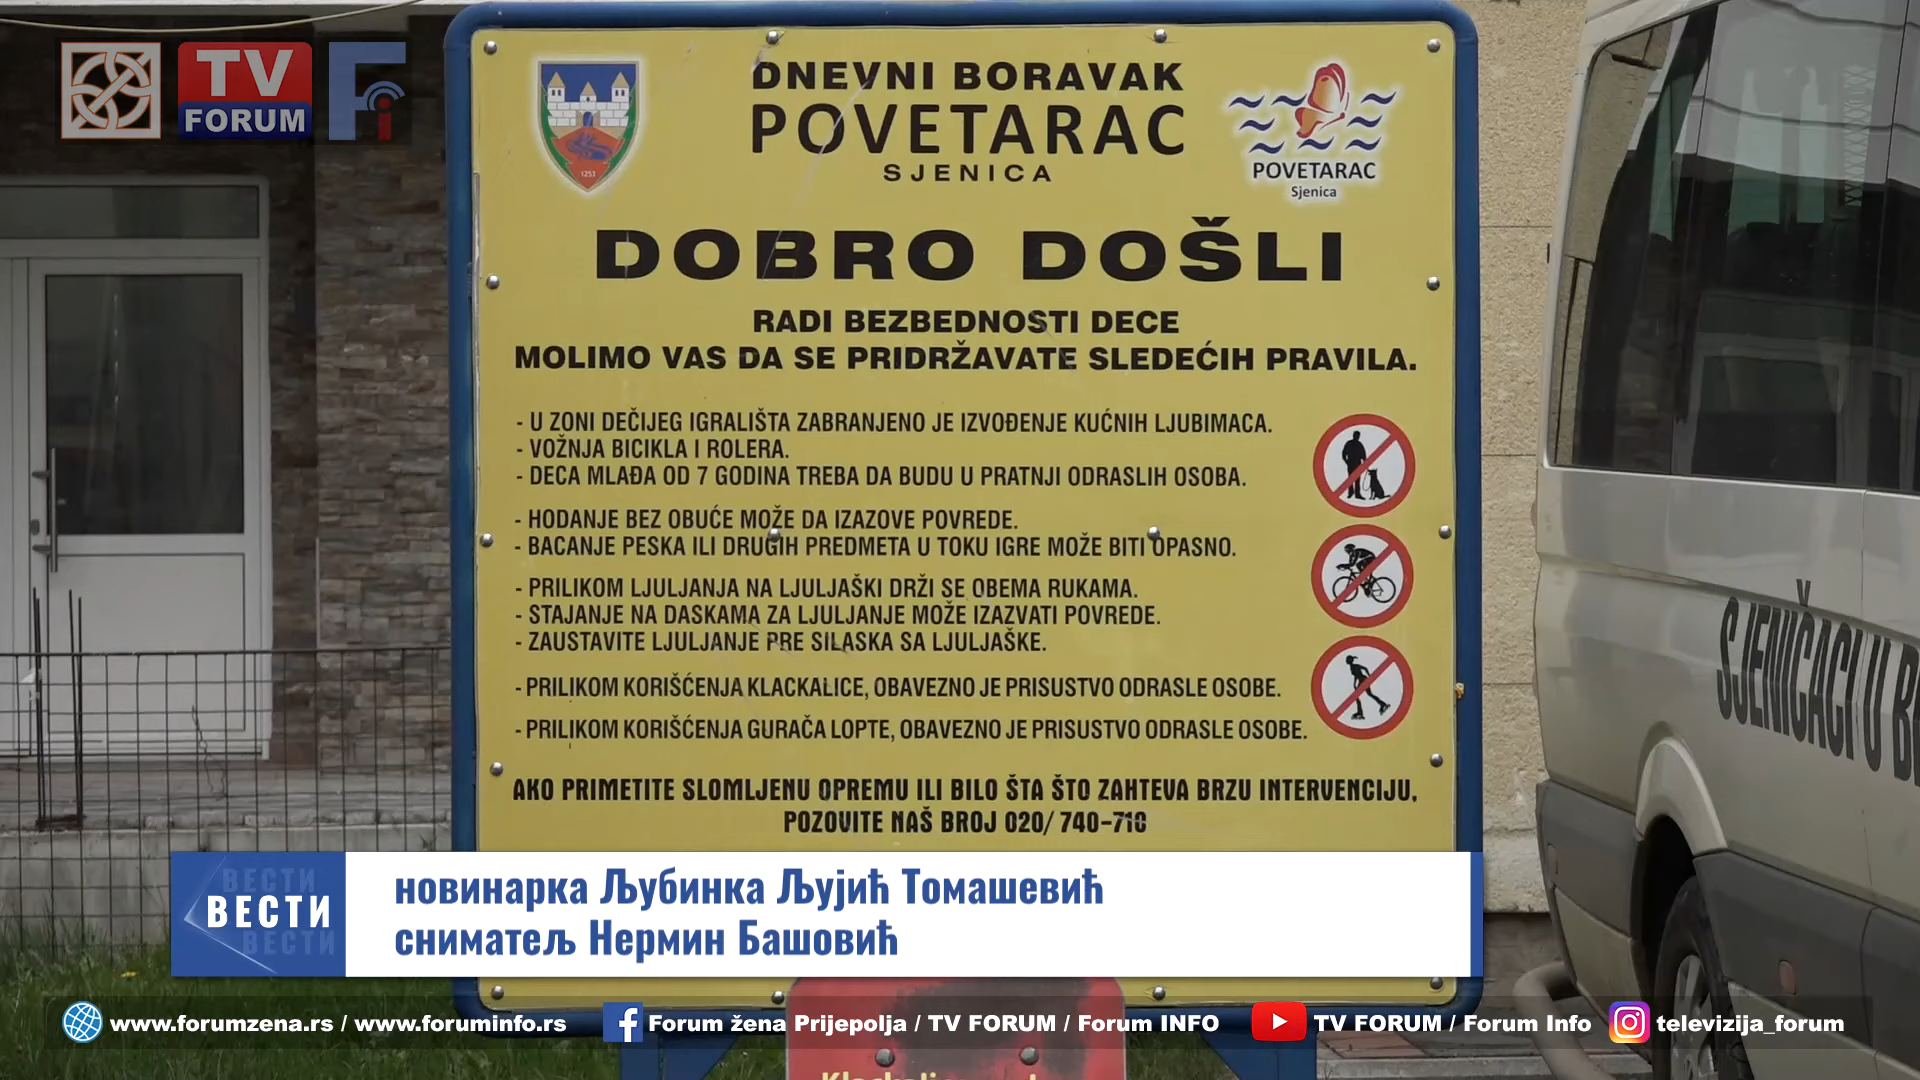 TV
FORUM
Fi
1253
DNEVNI BORAVAK
POVETARAC
SJENICA
POVETARAC
Sjenica
DOBRO DOŠLI
RADI BEZBEDNOSTI DECE
MOLIMO VAS DA SE PRIDRŽAVATE SLEDEĆIH PRAVILA.
- U ZONI DEČIJEG IGRALIŠTA ZABRANJENO JE IZVOĐENJE KUĆNIH LJUBIMACA.
- VOŽNJA BICIKLA I ROLERA.
- DECA MLAĐA OD 7 GODINA TREBA DA BUDU U PRATNJI ODRASLIH OSOBA.
- HODANJE BEZ OBUĆE MOŽE DA IZAZOVE POVREDE.
- BACANJE PESKA ILI DRUGIH PREDMETA U TOKU IGRE MOŽE BITI OPASNO.
- PRILIKOM LJULJANJA NA LJULJAŠKI DRŽI SE OBEMA RUKAMA.
- STAJANJE NA DASKAMA ZA LJULJANJE MOŽE IZAZVATI POVREDE.
- ZAUSTAVITE LJULJANJE PRE SILASKA SA LJULJAŠKE.
- PRILIKOM KORIŠĆENJA KLACKALICE, OBAVEZNO JE PRISUSTVO ODRASLE OSOBE.
- PRILIKOM KORIŠĆENJA GURAČA LOPTE, OBAVEZNO JE PRISUSTVO ODRASLE OSOBE.
AKO PRIMETITE SLOMLJENU OPREMU ILI BILO ŠTA ŠTO ZAHTEVA BRZU INTERVENCIJU,
POZOVITE NAŠ BROJ 020/ 740-710
SJENIČACI U
ВЕСТИ
ВЕСТИ
ВЕСТИ
новинарка Љубинка Љујић Томашевић
сниматељ Нермин Башовић
www.forumzena.rs / www.foruminfo.rs
Forum žena Prijepolja / TV FORUM / Forum INFO
TV FORUM / Forum Info
televizija_forum